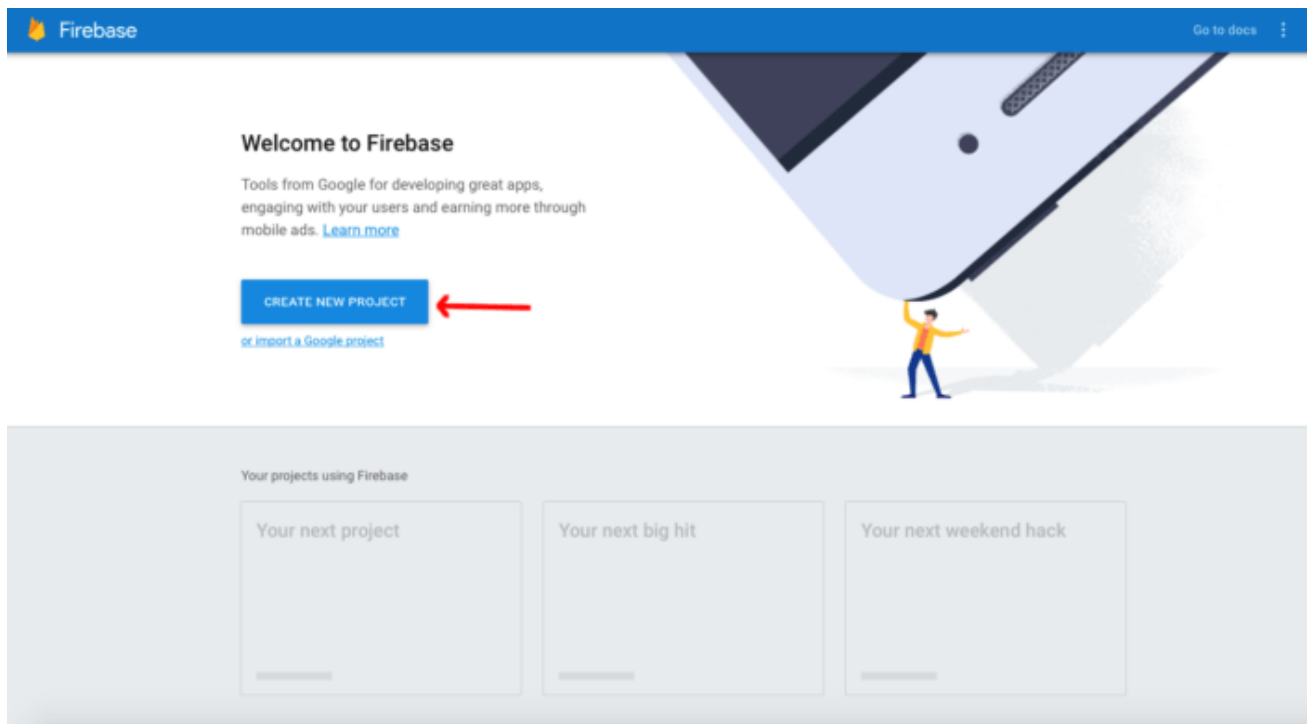 Firebase
Go to docs
Welcome to Firebase
Tools from Google for developing great apps,
engaging with your users and earning more through
mobile ads. Learn more
CREATE NEW PROJECT
or import a Google project
Your projects using Firebase
Your next project
Your next big hit
Your next weekend hack